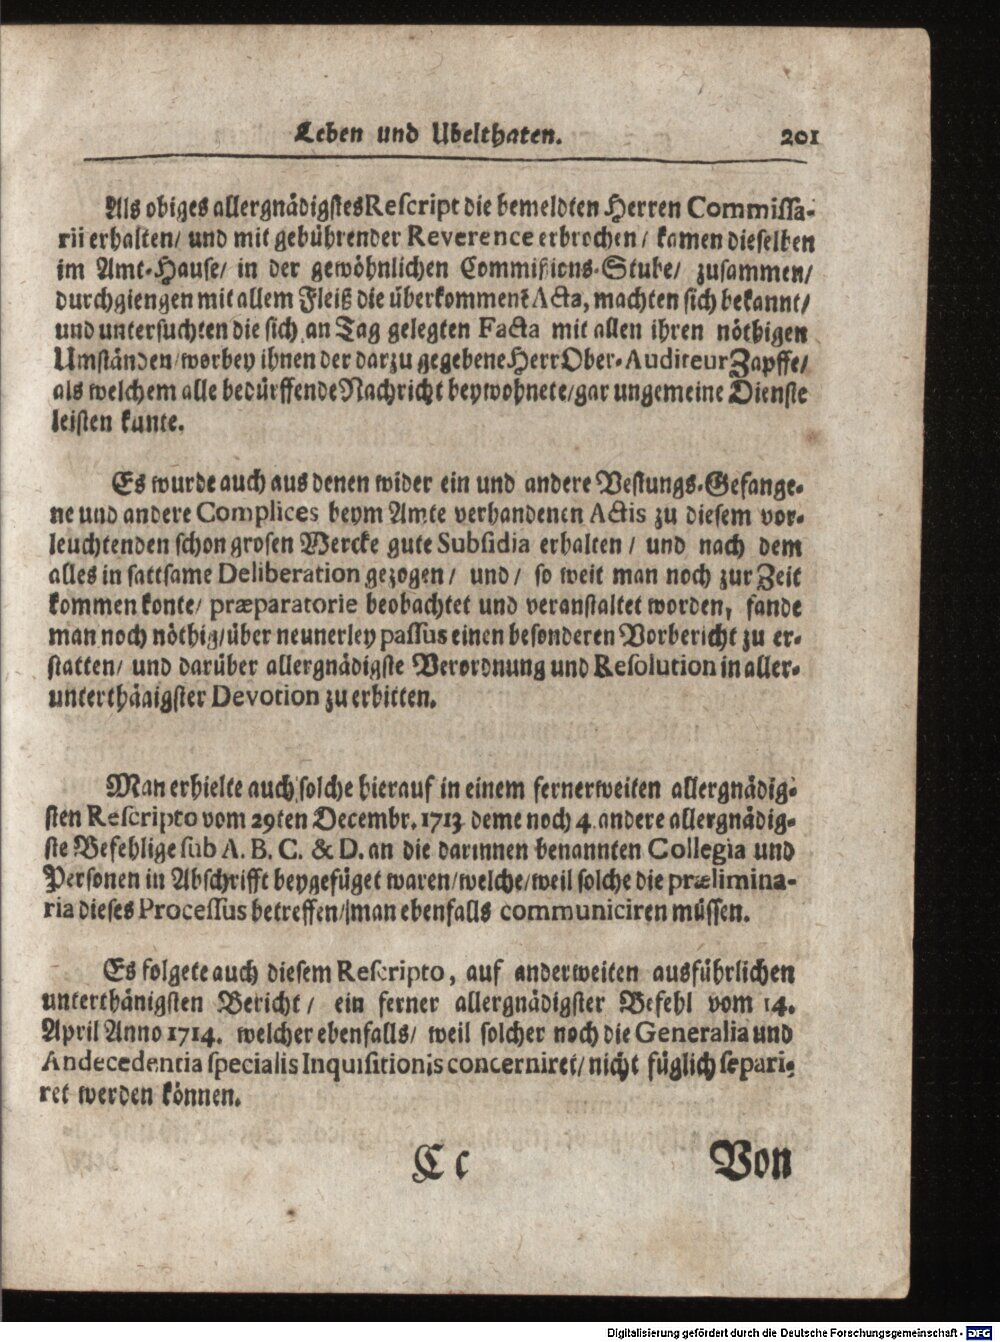 Leben und Ubelthaten. 201
Als obiges allergnädigstes Rescript die bemeldten Herren Commissa-
rii erhalten/ und mit gebührender Reverence erbrochen/ kamen dieselben
im Amt-Hause/ in der gewöhnlichen Commißions-Stube/ zusammen/
durchgiengen mit allem Fleiß die überkommenē Acta, machten sich bekannt/
und untersuchten die sich an Tag gelegten Facta mit allen ihren nöthigen
Umständen/ worbey ihnen der darzu gegebene Herr Ober-Auditeur Zapffe/
als welchem alle bedürffende Nachricht beywohnete/ gar ungemeine Dienste
leisten kunte.
Es wurde auch aus denen wider ein und andere Vestungs-Gefange-
ne und andere Complices beym Amte verhandenen Actis zu diesem vor-
leuchtenden schon grosen Wercke gute Subsidia erhalten/ und nach dem
alles in sattsame Deliberation gezogen/ und/ so weit man noch zur Zeit
kommen konte/ præparatorie beobachtet und veranstaltet worden, fande
man noch nöthig/ über neunerley passus einen besonderen Vorbericht zu er-
statten/ und darüber allergnädigste Verordnung und Resolution in aller-
unterthänigster Devotion zu erbitten.
Man erhielte auch solche hierauf in einem fernerweiten allergnädig-
sten Rescripto vom 29ten Decembr. 1713 deme noch 4. andere allergnädig-
ste Befehlige sub A. B. C. & D. an die darinnen benannten Collegia und
Personen in Abschrifft beygefüget waren/ welche/ weil solche die prælimina-
ria dieses Processus betreffen/ man ebenfalls communiciren müssen.
Es folgete auch diesem Rescripto, auf anderweiten ausführlichen
unterthänigsten Bericht/ ein ferner allergnädigster Befehl vom 14.
April Anno 1714. welcher ebenfalls/ weil solcher noch die Generalia und
Andecedentia specialis Inquisitionis concerniret/ nicht füglich separi-
ret werden können.
C c Von
Digitalisierung gefördert durch die Deutsche Forschungsgemeinschaft - DFG